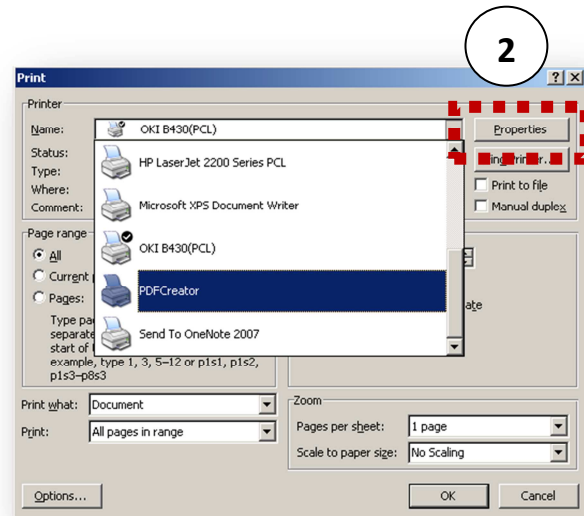 2
Print
Printer
Name: OKI B430(PCL) Properties
Status:
HP LaserJet 2200 Series PCL
Type:
Where:
Microsoft XPS Document Writer
Print to file
Comment:
Manual duplex
Page range
OKI B430(PCL)
All
Current
PDFCreator
Pages:
Type
separate
Send To OneNote 2007
start of
example, type 1, 3, 5–12 or p1s1, p1s2,
p1s3–p8s3
Print what: Document
Zoom
Print: All pages in range
Pages per sheet: 1 page
Scale to paper size: No Scaling
Options... OK Cancel